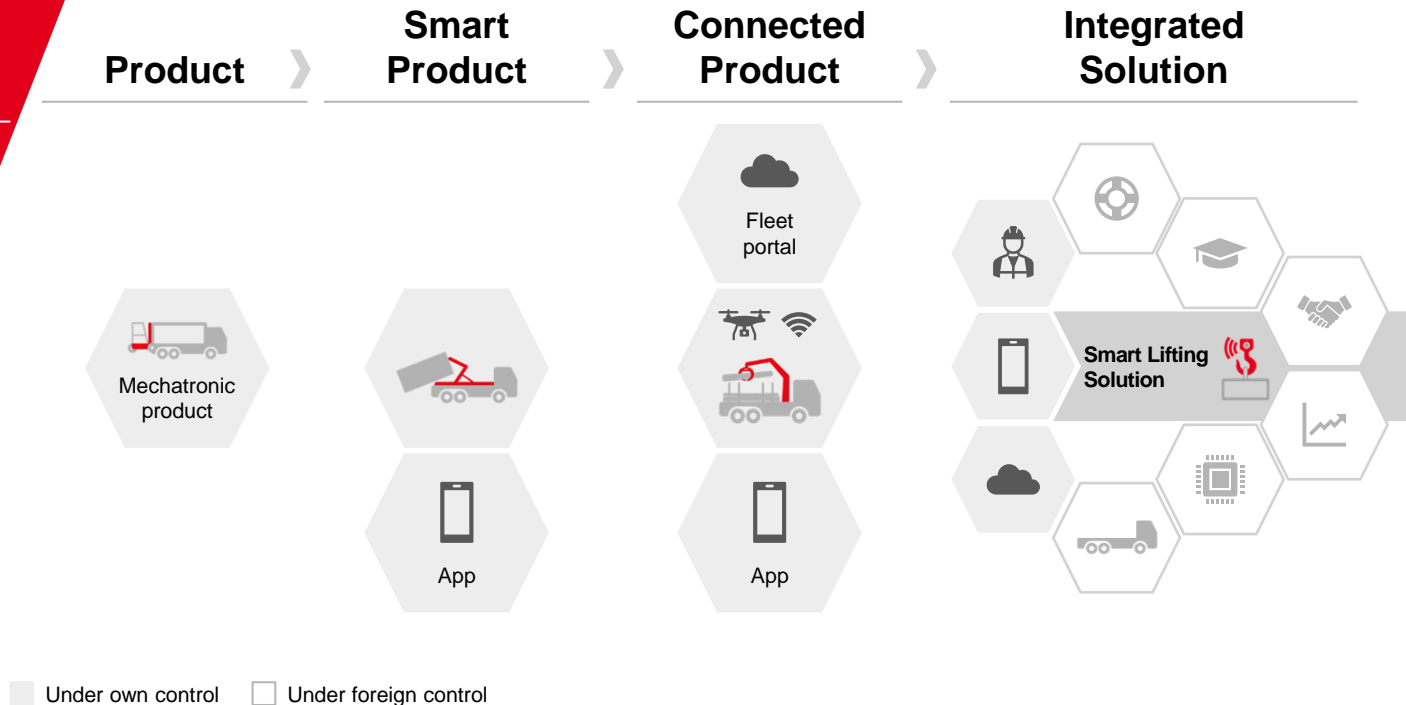 Product
Smart
Product
Connected
Product
Integrated
Solution
Mechatronic
product
App
Fleet
portal
App
Smart Lifting
Solution
Under own control
Under foreign control